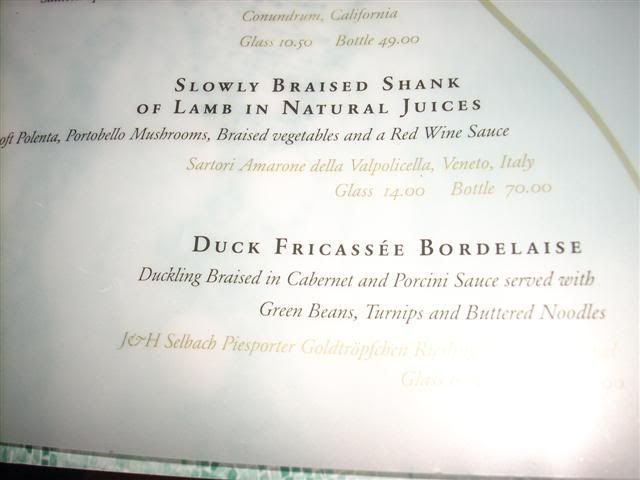 Conundrum, California
Glass 10.50 Bottle 49.00
Slowly Braised Shank
of Lamb in Natural Juices
Polenta, Portobello Mushrooms, Braised vegetables and a Red Wine Sauce
Sartori Amarone della Valpolicella, Veneto, Italy
Glass 14.00 Bottle 70.00
Duck Fricassée Bordelaise
Duckling Braised in Cabernet and Porcini Sauce served with
Green Beans, Turnips and Buttered Noodles
J&H Selbach Piesporter Goldtröpfchen Riesling
Glass